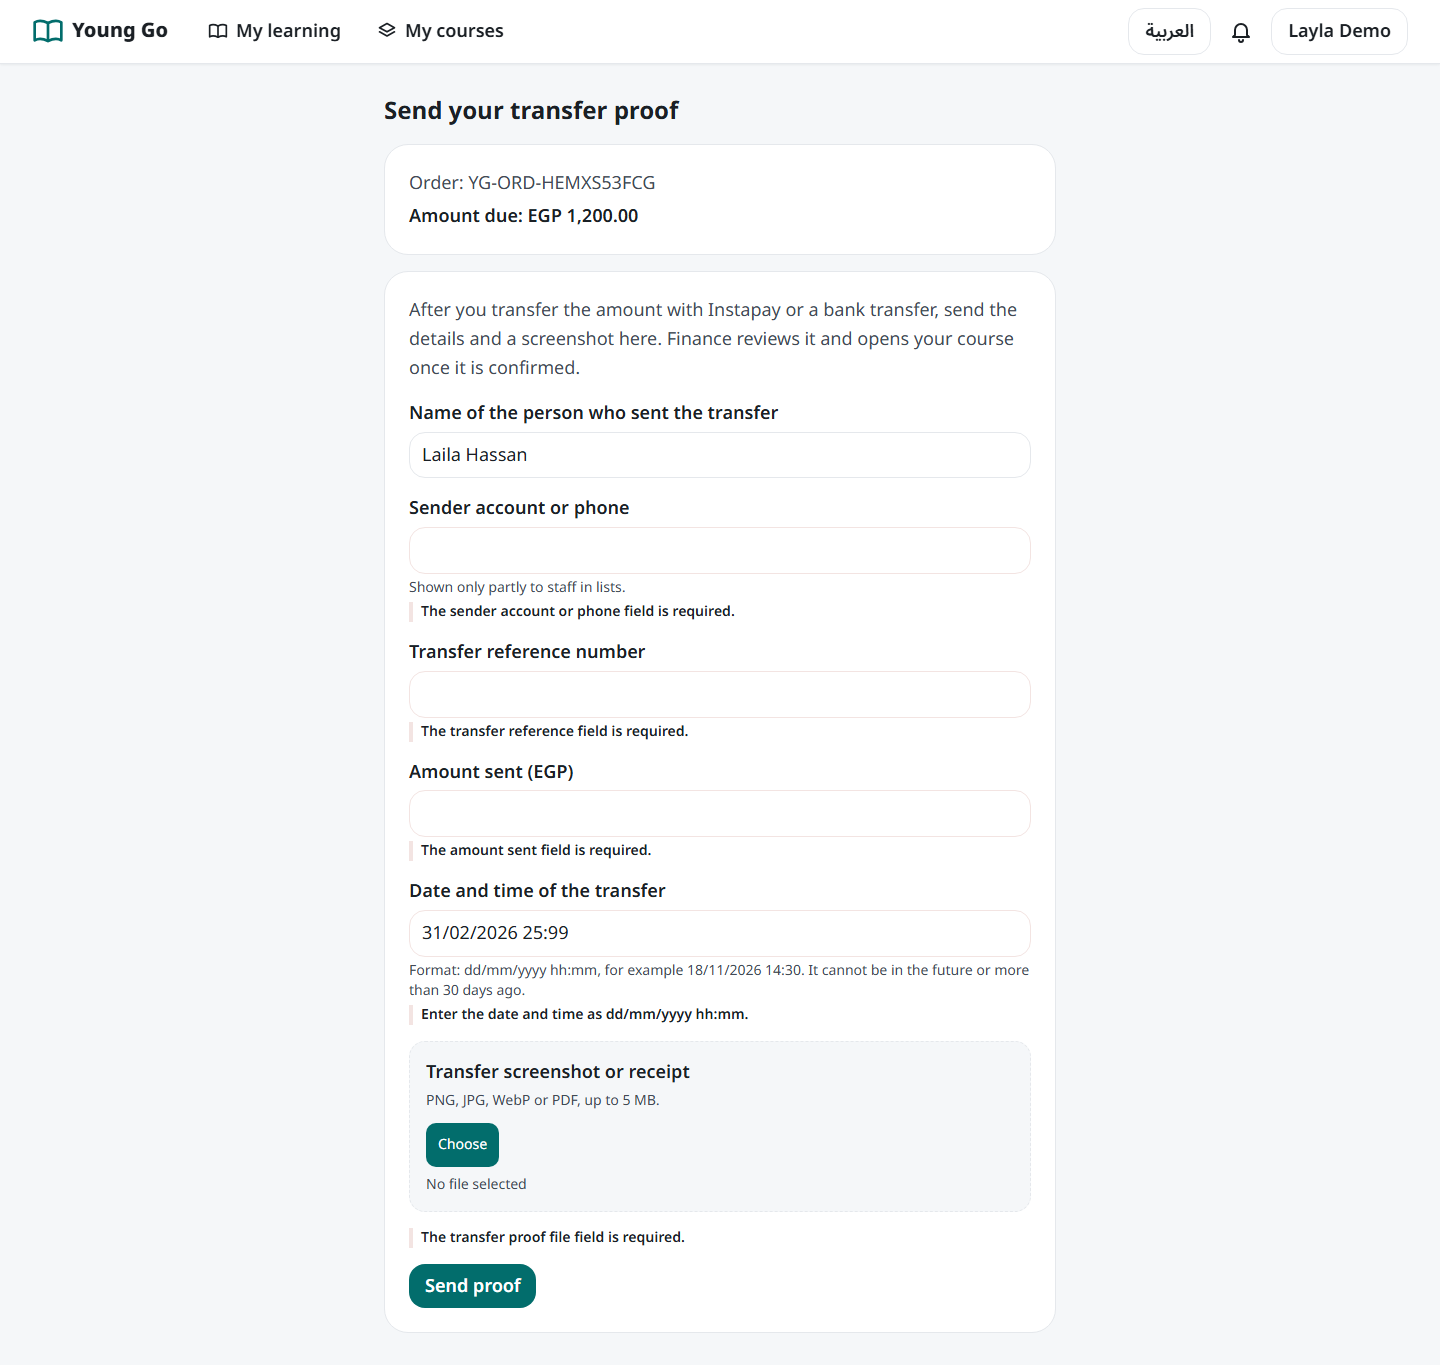 Young Go
My learning
My courses
العربية
Layla Demo
Send your transfer proof
Order: YG-ORD-HEMXS53FCG
Amount due: EGP 1,200.00
After you transfer the amount with Instapay or a bank transfer, send the
details and a screenshot here. Finance reviews it and opens your course
once it is confirmed.
Name of the person who sent the transfer
Laila Hassan
Sender account or phone
Shown only partly to staff in lists.
The sender account or phone field is required.
Transfer reference number
The transfer reference field is required.
Amount sent (EGP)
The amount sent field is required.
Date and time of the transfer
31/02/2026 25:99
Format: dd/mm/yyyy hh:mm, for example 18/11/2026 14:30. It cannot be in the future or more
than 30 days ago.
Enter the date and time as dd/mm/yyyy hh:mm.
Transfer screenshot or receipt
PNG, JPG, WebP or PDF, up to 5 MB.
Choose
No file selected
The transfer proof file field is required.
Send proof